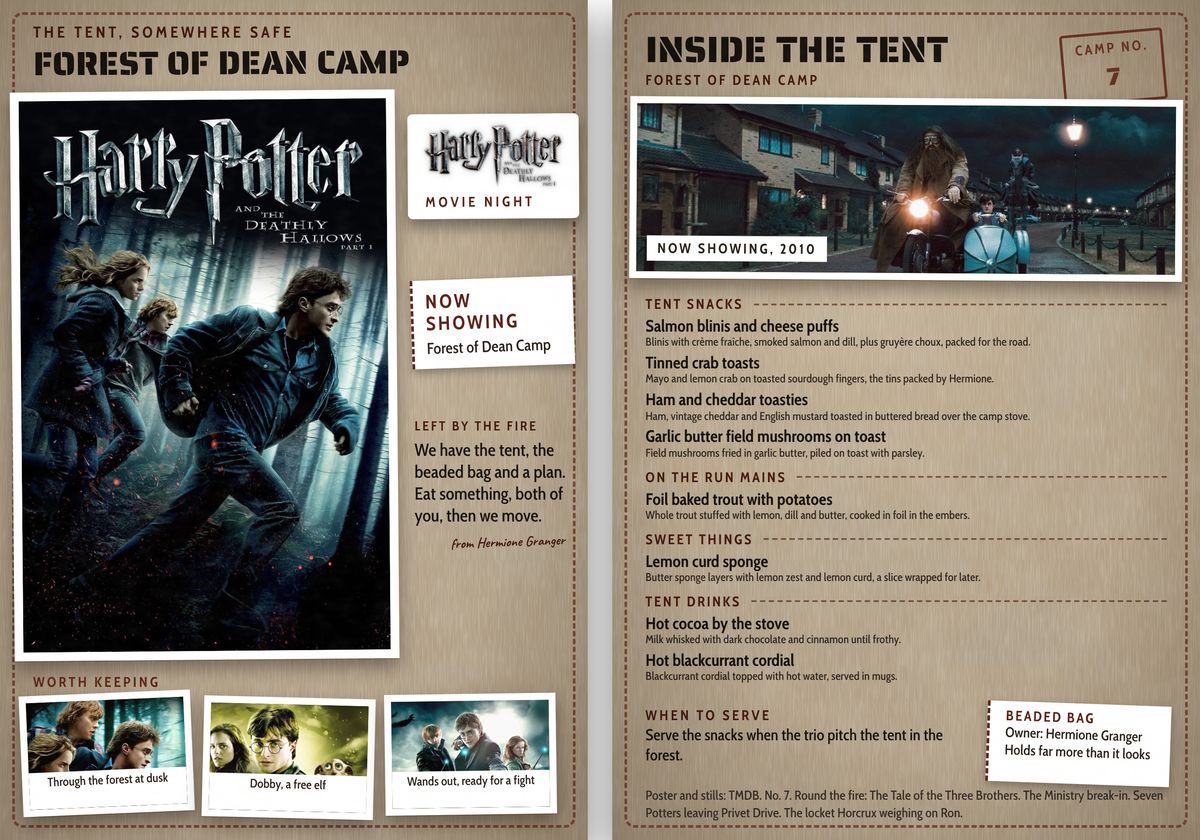 THE TENT, SOMEWHERE SAFE
FOREST OF DEAN CAMP
Harry Potter
AND THE
DEATHLY
HALLOWS
PART 1
Harry Potter
AND THE
DEATHLY
HALLOWS
PART 1
MOVIE NIGHT
NOW
SHOWING
Forest of Dean Camp
LEFT BY THE FIRE
We have the tent, the
beaded bag and a plan.
Eat something, both of
you, then we move.
from Hermione Granger
WORTH KEEPING
Through the forest at dusk
Dobby, a free elf
Wands out, ready for a fight
INSIDE THE TENT
FOREST OF DEAN CAMP
CAMP NO.
7
NOW SHOWING, 2010
TENT SNACKS
Salmon blinis and cheese puffs
Blinis with crème fraîche, smoked salmon and dill, plus gruyère choux, packed for the road.
Tinned crab toasts
Mayo and lemon crab on toasted sourdough fingers, the tins packed by Hermione.
Ham and cheddar toasties
Ham, vintage cheddar and English mustard toasted in buttered bread over the camp stove.
Garlic butter field mushrooms on toast
Field mushrooms fried in garlic butter, piled on toast with parsley.
ON THE RUN MAINS
Foil baked trout with potatoes
Whole trout stuffed with lemon, dill and butter, cooked in foil in the embers.
SWEET THINGS
Lemon curd sponge
Butter sponge layers with lemon zest and lemon curd, a slice wrapped for later.
TENT DRINKS
Hot cocoa by the stove
Milk whisked with dark chocolate and cinnamon until frothy.
Hot blackcurrant cordial
Blackcurrant cordial topped with hot water, served in mugs.
WHEN TO SERVE
Serve the snacks when the trio pitch the tent in the
forest.
BEADED BAG
Owner: Hermione Granger
Holds far more than it looks
Poster and stills: TMDB. No. 7. Round the fire: The Tale of the Three Brothers. The Ministry break-in. Seven
Potters leaving Privet Drive. The locket Horcrux weighing on Ron.